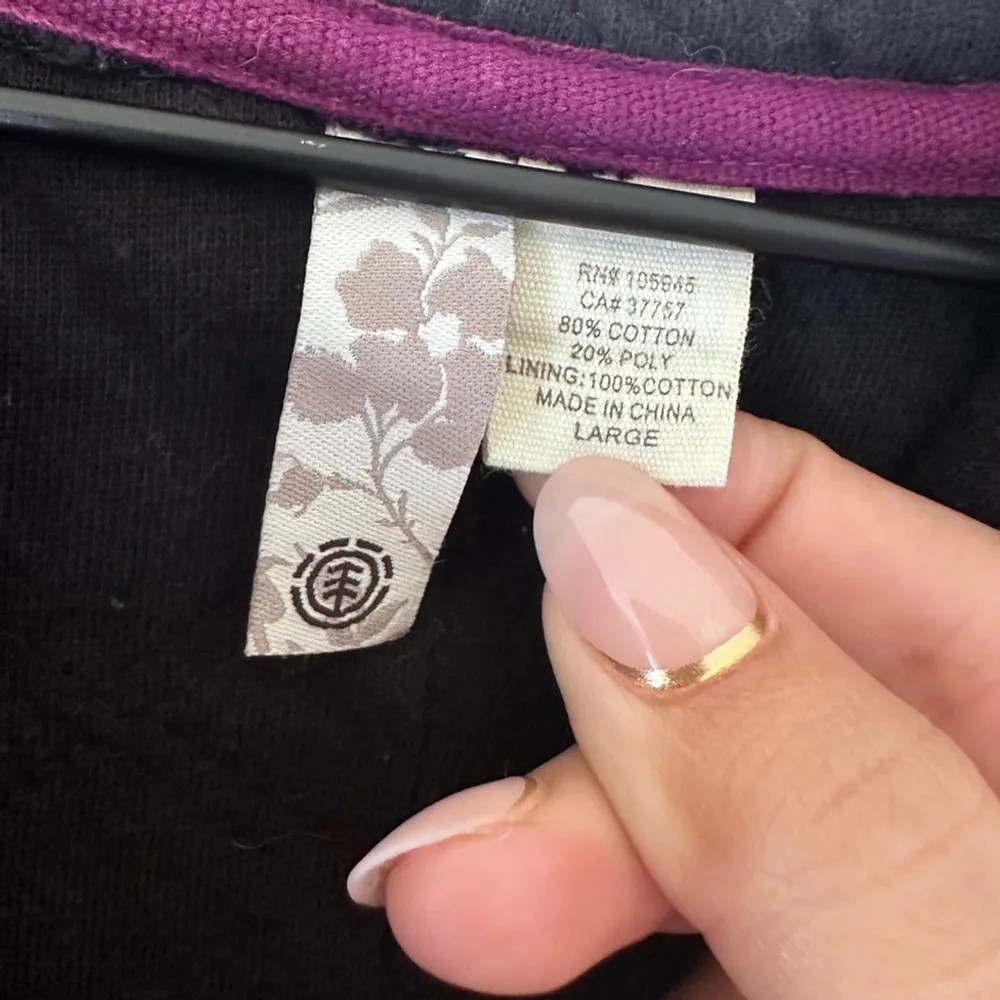 RN# 105945
CA# 37757
80% COTTON
20% POLY
LINING:100%COTTON
MADE IN CHINA
LARGE